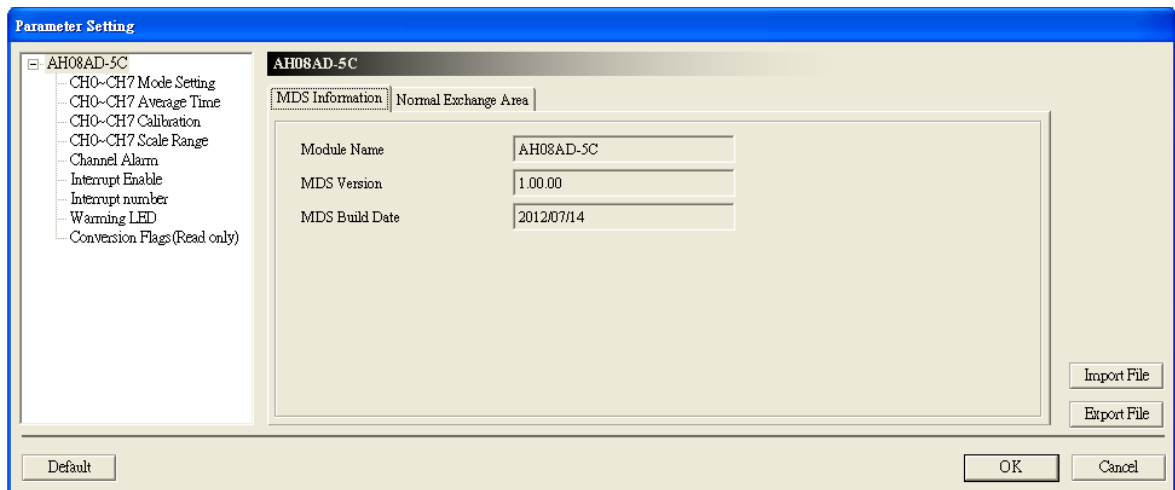 Parameter Setting
AH08AD-5C
CH0~CH7 Mode Setting
CH0~CH7 Average Time
CH0~CH7 Calibration
CH0~CH7 Scale Range
Channel Alarm
Interrupt Enable
Interrupt number
Warning LED
Conversion Flags(Read only)
AH08AD-5C
MDS Information Normal Exchange Area
Module Name AH08AD-5C
MDS Version 1.00.00
MDS Build Date 2012/07/14
Import File
Export File
Default OK Cancel